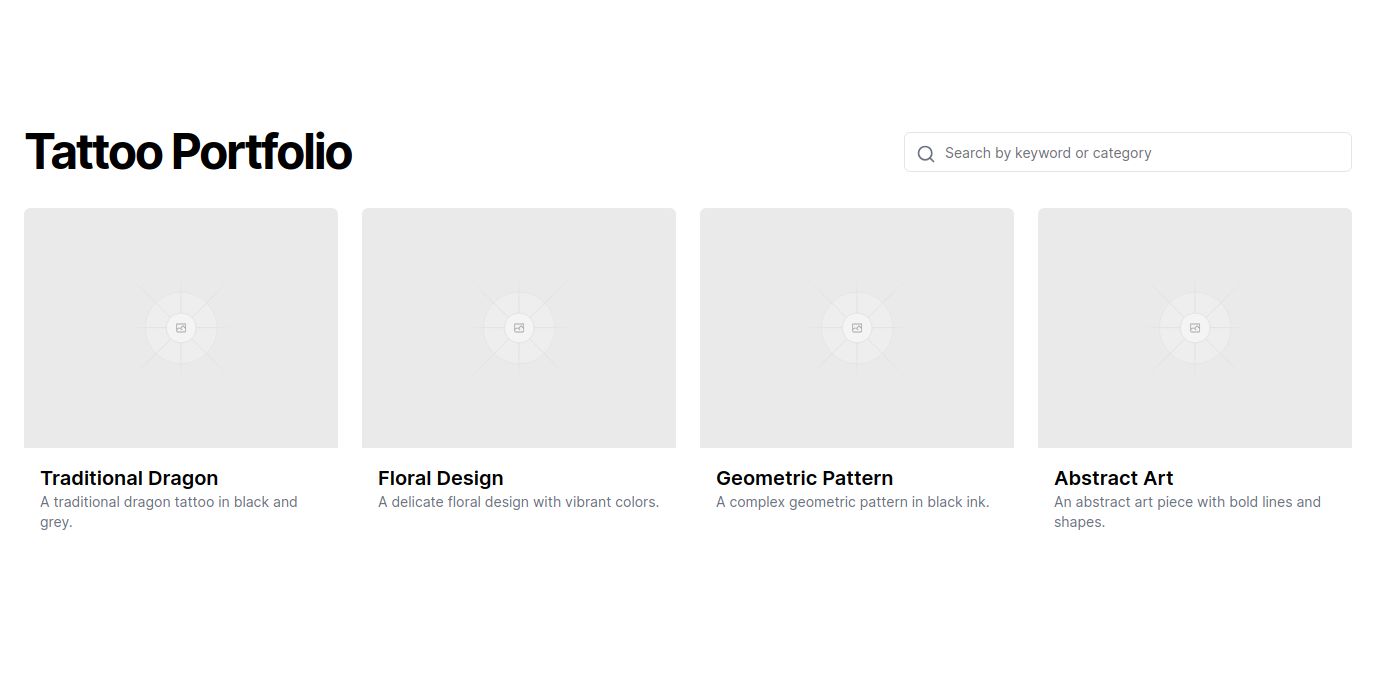 Tattoo Portfolio
Search by keyword or category
Traditional Dragon
A traditional dragon tattoo in black and
grey.
Floral Design
A delicate floral design with vibrant colors.
Geometric Pattern
A complex geometric pattern in black ink.
Abstract Art
An abstract art piece with bold lines and
shapes.